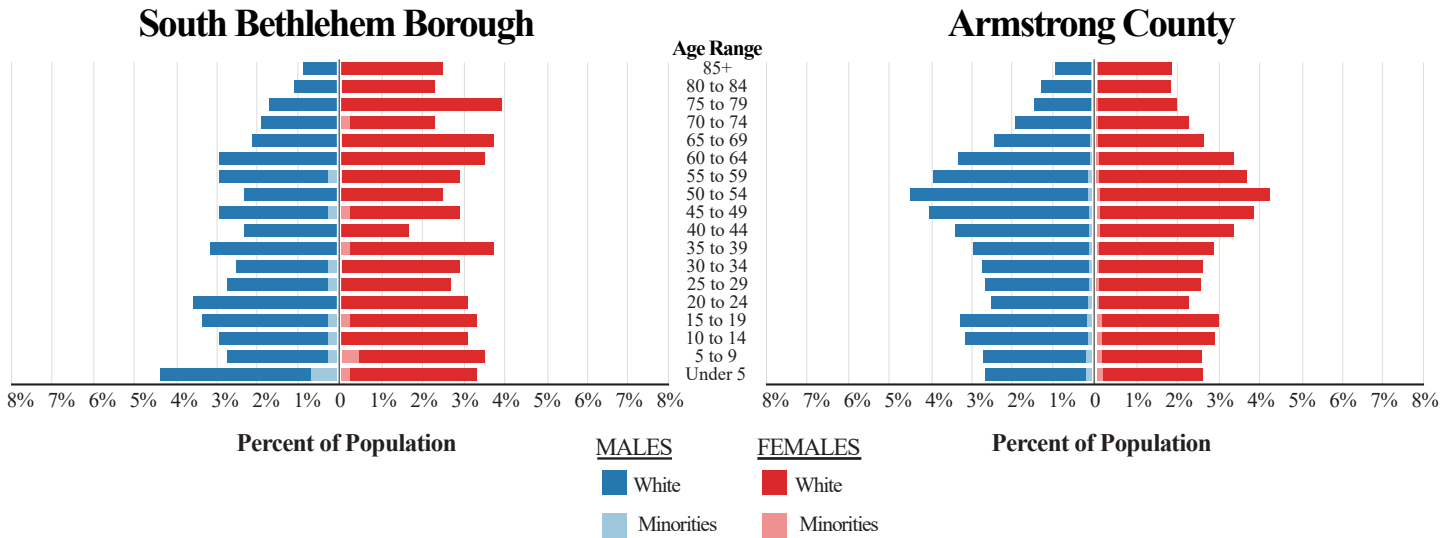 South Bethlehem Borough
Armstrong County
Age Range
85+
80 to 84
75 to 79
70 to 74
65 to 69
60 to 64
55 to 59
50 to 54
45 to 49
40 to 44
35 to 39
30 to 34
25 to 29
20 to 24
15 to 19
10 to 14
5 to 9
Under 5
8% 7% 6% 5% 4% 3% 2% 1% 0 1% 2% 3% 4% 5% 6% 7% 8%
8% 7% 6% 5% 4% 3% 2% 1% 0 1% 2% 3% 4% 5% 6% 7% 8%
Percent of Population
Percent of Population
MALES
FEMALES
White
White
Minorities
Minorities